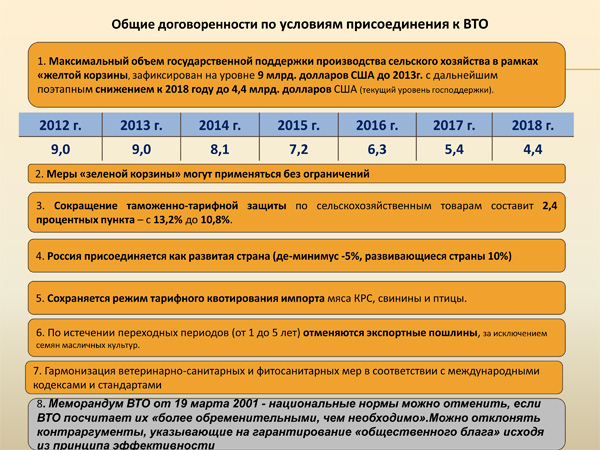 Общие договоренности по условиям присоединения к ВТО
1. Максимальный объем государственной поддержки производства сельского хозяйства в рамках
«желтой корзины, зафиксирован на уровне 9 млрд. долларов США до 2013г. с дальнейшим
поэтапным снижением к 2018 году до 4,4 млрд. долларов США (текущий уровень господдержки).
2012 г. 2013 г. 2014 г. 2015 г. 2016 г. 2017 г. 2018 г.
9,0 9,0 8,1 7,2 6,3 5,4 4,4
2. Меры «зеленой корзины» могут применяться без ограничений
3. Сокращение таможенно-тарифной защиты по сельскохозяйственным товарам составит 2,4
процентных пункта – с 13,2% до 10,8%.
4. Россия присоединяется как развитая страна (де-минимус -5%, развивающиеся страны 10%)
5. Сохраняется режим тарифного квотирования импорта мяса КРС, свинины и птицы.
6. По истечении переходных периодов (от 1 до 5 лет) отменяются экспортные пошлины, за исключением
семян масличных культур.
7. Гармонизация ветеринарно-санитарных и фитосанитарных мер в соответствии с международными
кодексами и стандартами
8. Меморандум ВТО от 19 марта 2001 - национальные нормы можно отменить, если
ВТО посчитает их «более обременительными, чем необходимо».Можно отклонять
контраргументы, указывающие на гарантирование «общественного блага» исходя
из принципа эффективности